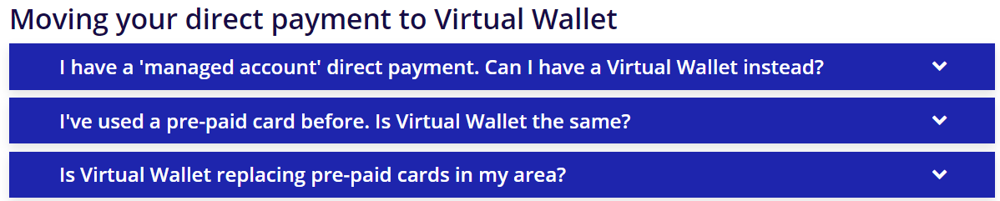 Moving your direct payment to Virtual Wallet
I have a 'managed account' direct payment. Can I have a Virtual Wallet instead?
I've used a pre-paid card before. Is Virtual Wallet the same?
Is Virtual Wallet replacing pre-paid cards in my area?